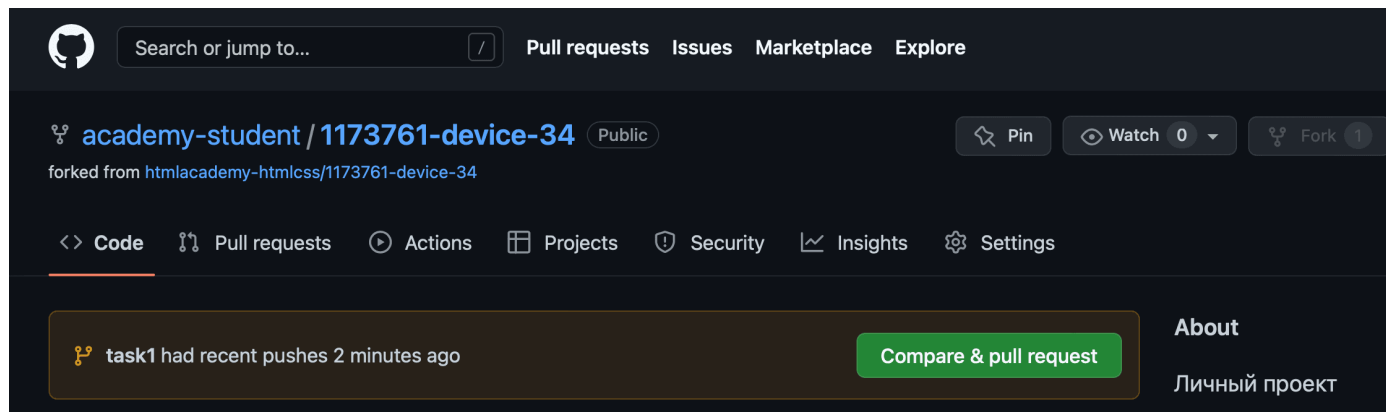 Search or jump to... / Pull requests Issues Marketplace Explore
academy-student / 1173761-device-34 Public Pin Watch 0 Fork 1
forked from htmlacademy-htmlcss/1173761-device-34
Code Pull requests Actions Projects Security Insights Settings
task1 had recent pushes 2 minutes ago Compare & pull request
About
Личный проект